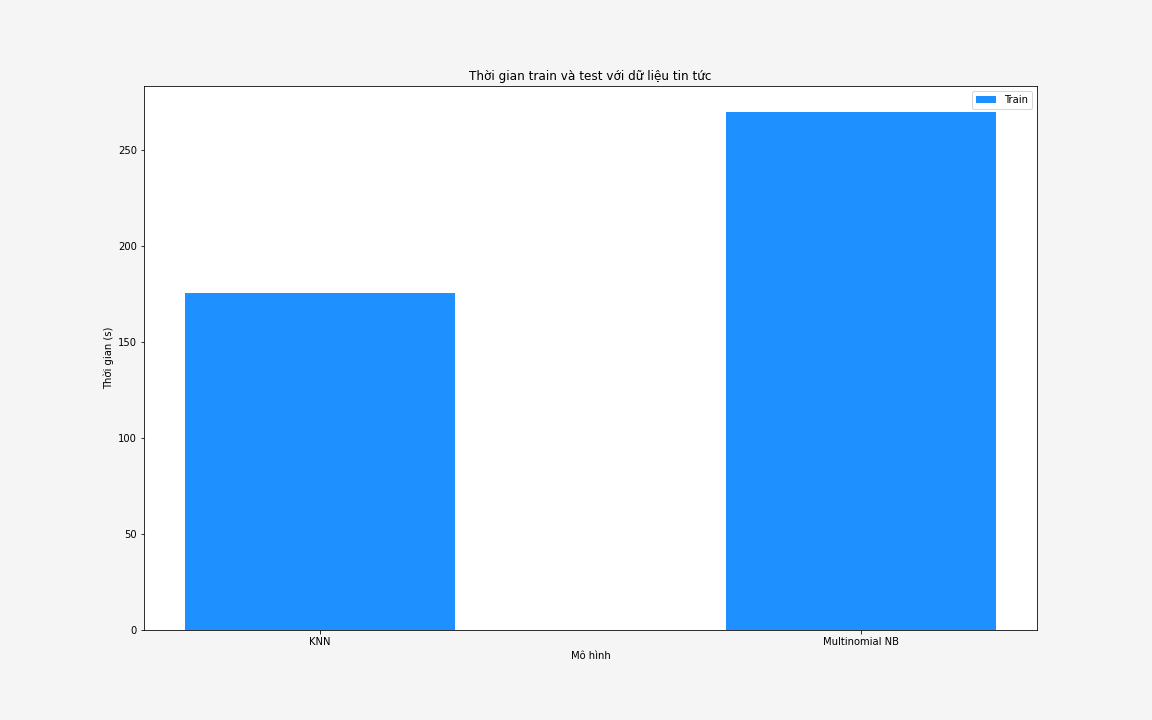 Thời gian train và test với dữ liệu tin tức
Train
250
200
150
100
50
0
Thời gian (s)
KNN
Multinomial NB
Mô hình